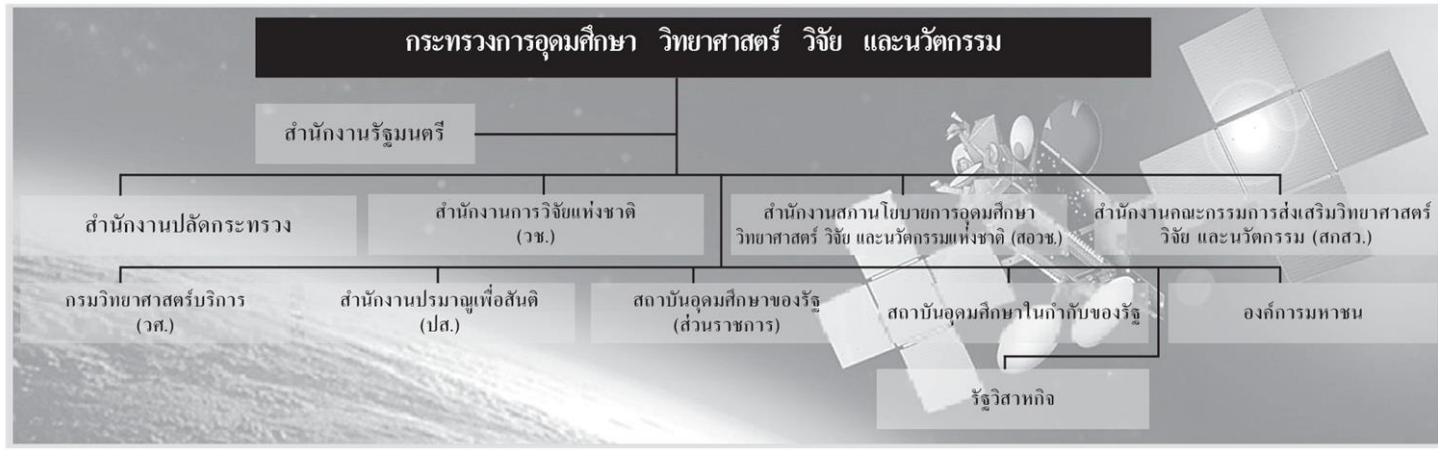 กระทรวงการอุดมศึกษา วิทยาศาสตร์ วิจัย และนวัตกรรม
สำนักงานรัฐมนตรี
สำนักงานปลัดกระทรวง
สำนักงานการวิจัยแห่งชาติ
(วช.)
สำนักงานสภานโยบายการอุดมศึกษา
วิทยาศาสตร์ วิจัย และนวัตกรรมแห่งชาติ (สอวช.)
สำนักงานคณะกรรมการส่งเสริมวิทยาศาสตร์
วิจัย และนวัตกรรม (สกสว.)
กรมวิทยาศาสตร์บริการ
(วศ.)
สำนักงานปรมาณูเพื่อสันติ
(ปส.)
สถาบันอุดมศึกษาของรัฐ
(ส่วนราชการ)
สถาบันอุดมศึกษาในกำกับของรัฐ
องค์การมหาชน
รัฐวิสาหกิจ